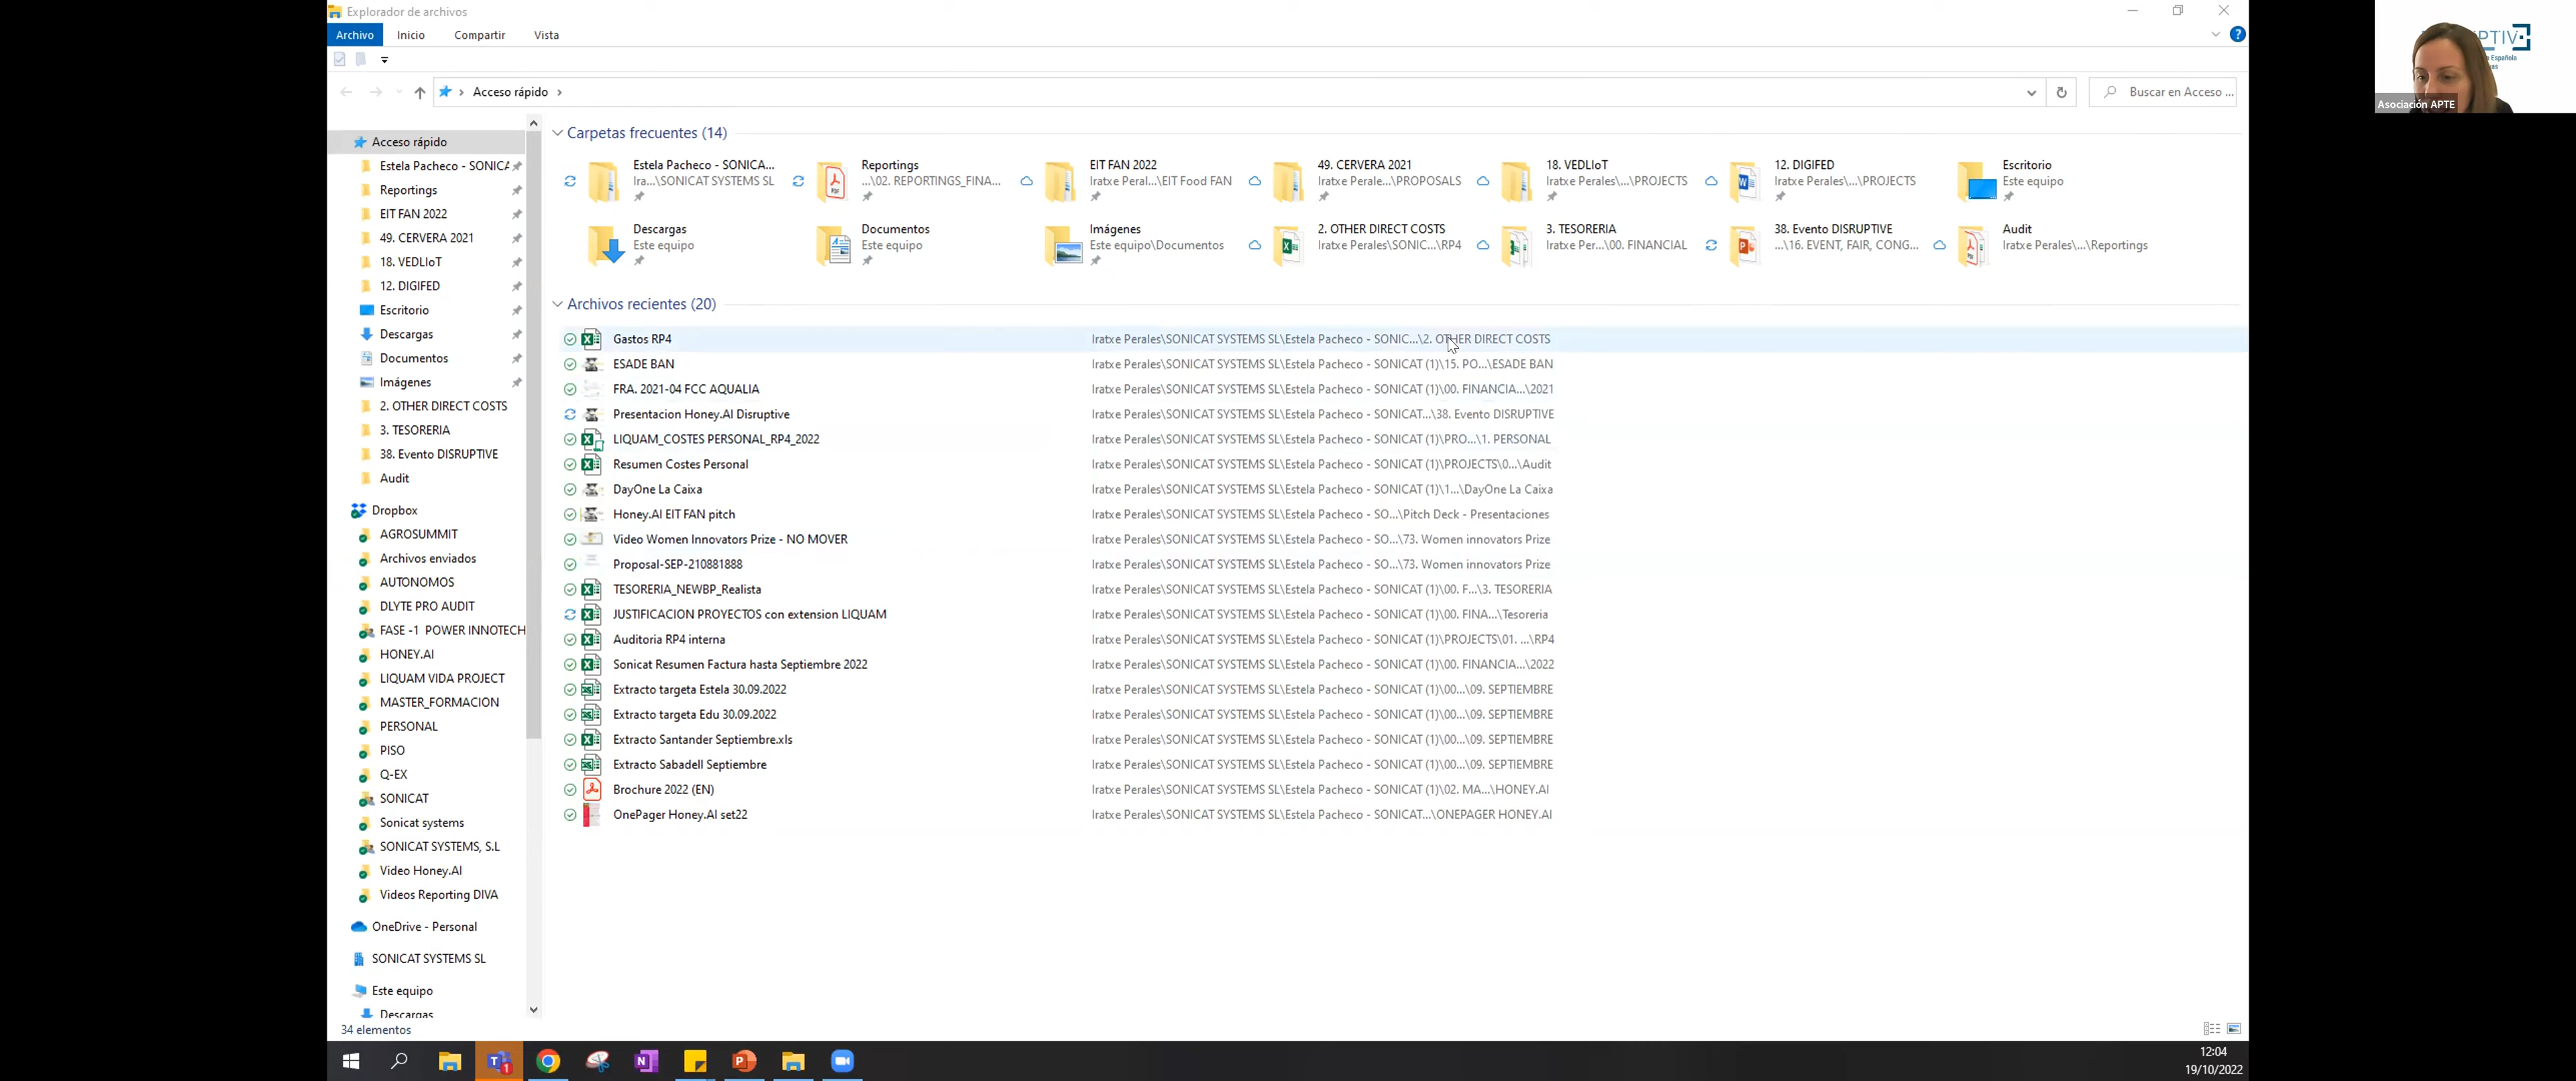 Explorador de archivos
Archivo Inicio Compartir Vista
Acceso rápido
Buscar en Acceso ...
Asociación APTE
Acceso rápido
Estela Pacheco - SONICA
Reportings
EIT FAN 2022
49. CERVERA 2021
18. VEDLIoT
12. DIGIFED
Escritorio
Descargas
Documentos
Imágenes
2. OTHER DIRECT COSTS
3. TESORERIA
38. Evento DISRUPTIVE
Audit
Dropbox
AGROSUMMIT
Archivos enviados
AUTONOMOS
DLYTE PRO AUDIT
FASE -1 POWER INNOTECH
HONEY.AI
LIQUAM VIDA PROJECT
MASTER_FORMACION
PERSONAL
PISO
Q-EX
SONICAT
Sonicat systems
SONICAT SYSTEMS, S.L
Video Honey.AI
Videos Reporting DIVA
OneDrive - Personal
SONICAT SYSTEMS SL
Este equipo
Descargas
34 elementos
Carpetas frecuentes (14)
Estela Pacheco - SONICA...
Ira...\SONICAT SYSTEMS SL
Reportings
...\02. REPORTINGS_FINA...
EIT FAN 2022
Iratxe Peral...\EIT Food FAN
49. CERVERA 2021
Iratxe Perale...\PROPOSALS
18. VEDLIoT
Iratxe Perales\...\PROJECTS
12. DIGIFED
Iratxe Perales\...\PROJECTS
Escritorio
Este equipo
Descargas
Este equipo
Documentos
Este equipo
Imágenes
Este equipo\Documentos
2. OTHER DIRECT COSTS
Iratxe Perales\SONIC...\RP4
3. TESORERIA
Iratxe Per...\00. FINANCIAL
38. Evento DISRUPTIVE
...\16. EVENT, FAIR, CONG...
Audit
Iratxe Perales\...\Reportings
Archivos recientes (20)
Gastos RP4 Iratxe Perales\SONICAT SYSTEMS SL\Estela Pacheco - SONIC...\2. OTHER DIRECT COSTS
ESADE BAN Iratxe Perales\SONICAT SYSTEMS SL\Estela Pacheco - SONICAT (1)\15. PO...\ESADE BAN
FRA. 2021-04 FCC AQUALIA Iratxe Perales\SONICAT SYSTEMS SL\Estela Pacheco - SONICAT (1)\00. FINANCIA...\2021
Presentacion Honey.AI Disruptive Iratxe Perales\SONICAT SYSTEMS SL\Estela Pacheco - SONICAT...\38. Evento DISRUPTIVE
LIQUAM_COSTES PERSONAL_RP4_2022 Iratxe Perales\SONICAT SYSTEMS SL\Estela Pacheco - SONICAT (1)\PRO...\1. PERSONAL
Resumen Costes Personal Iratxe Perales\SONICAT SYSTEMS SL\Estela Pacheco - SONICAT (1)\PROJECTS\0...\Audit
DayOne La Caixa Iratxe Perales\SONICAT SYSTEMS SL\Estela Pacheco - SONICAT (1)\1...\DayOne La Caixa
Honey.AI EIT FAN pitch Iratxe Perales\SONICAT SYSTEMS SL\Estela Pacheco - SO...\Pitch Deck - Presentaciones
Video Women Innovators Prize - NO MOVER Iratxe Perales\SONICAT SYSTEMS SL\Estela Pacheco - SO...\73. Women innovators Prize
Proposal-SEP-210881888 Iratxe Perales\SONICAT SYSTEMS SL\Estela Pacheco - SO...\73. Women innovators Prize
TESORERIA_NEWBP_Realista Iratxe Perales\SONICAT SYSTEMS SL\Estela Pacheco - SONICAT (1)\00. F...\3. TESORERIA
JUSTIFICACION PROYECTOS con extension LIQUAM Iratxe Perales\SONICAT SYSTEMS SL\Estela Pacheco - SONICAT (1)\00. FINA...\Tesoreria
Auditoria RP4 interna Iratxe Perales\SONICAT SYSTEMS SL\Estela Pacheco - SONICAT (1)\PROJECTS\01. ...\RP4
Sonicat Resumen Factura hasta Septiembre 2022 Iratxe Perales\SONICAT SYSTEMS SL\Estela Pacheco - SONICAT (1)\00. FINANCIA...\2022
Extracto targeta Estela 30.09.2022 Iratxe Perales\SONICAT SYSTEMS SL\Estela Pacheco - SONICAT (1)\00...\09. SEPTIEMBRE
Extracto targeta Edu 30.09.2022 Iratxe Perales\SONICAT SYSTEMS SL\Estela Pacheco - SONICAT (1)\00...\09. SEPTIEMBRE
Extracto Santander Septiembre.xls Iratxe Perales\SONICAT SYSTEMS SL\Estela Pacheco - SONICAT (1)\00...\09. SEPTIEMBRE
Extracto Sabadell Septiembre Iratxe Perales\SONICAT SYSTEMS SL\Estela Pacheco - SONICAT (1)\00...\09. SEPTIEMBRE
Brochure 2022 (EN) Iratxe Perales\SONICAT SYSTEMS SL\Estela Pacheco - SONICAT (1)\02. MA...\HONEY.AI
OnePager Honey.AI set22 Iratxe Perales\SONICAT SYSTEMS SL\Estela Pacheco - SONICAT...\ONEPAGER HONEY.AI
12:04
19/10/2022